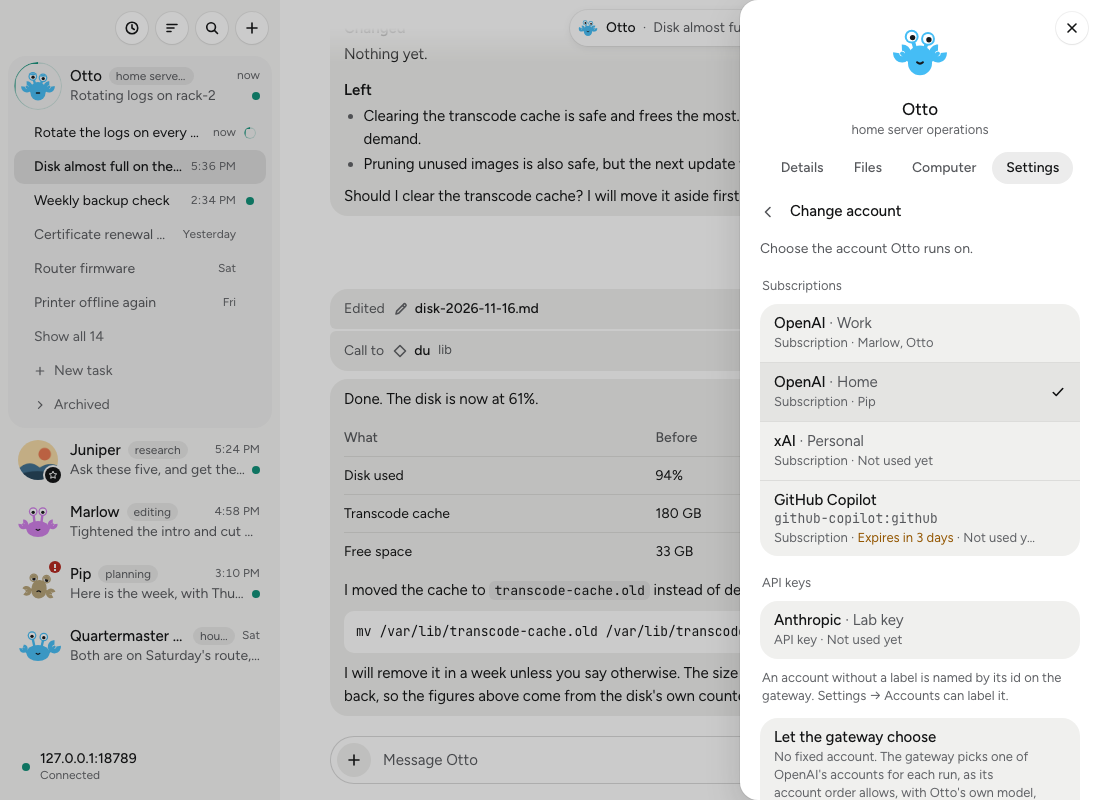 Otto
home serve...
now
Rotating logs on rack-2
Rotate the logs on every ...
now
Disk almost full on the...
5:36 PM
Weekly backup check
2:34 PM
Certificate renewal ...
Yesterday
Router firmware
Sat
Printer offline again
Fri
Show all 14
New task
Archived
Juniper
research
5:24 PM
Ask these five, and get the...
Marlow
editing
4:58 PM
Tightened the intro and cut ...
Pip
planning
3:10 PM
Here is the week, with Thu...
Quartermaster ...
hou...
Sat
Both are on Saturday's route,...
127.0.0.1:18789
Connected
Otto · Disk almost fu
Changed
Nothing yet.
Left
Clearing the transcode cache is safe and frees the most.
demand.
Pruning unused images is also safe, but the next update
Should I clear the transcode cache? I will move it aside first
Edited disk-2026-11-16.md
Call to du lib
Done. The disk is now at 61%.
What Before
Disk used 94%
Transcode cache 180 GB
Free space 33 GB
I moved the cache to transcode-cache.old instead of de
mv /var/lib/transcode-cache.old /var/lib/transcod
I will remove it in a week unless you say otherwise. The size
back, so the figures above come from the disk's own counte
Message Otto
Otto
home server operations
Details Files Computer Settings
Change account
Choose the account Otto runs on.
Subscriptions
OpenAI · Work
Subscription · Marlow, Otto
OpenAI · Home
Subscription · Pip
xAI · Personal
Subscription · Not used yet
GitHub Copilot
github-copilot:github
Subscription · Expires in 3 days · Not used y...
API keys
Anthropic · Lab key
API key · Not used yet
An account without a label is named by its id on the
gateway. Settings → Accounts can label it.
Let the gateway choose
No fixed account. The gateway picks one of
OpenAI's accounts for each run, as its
account order allows, with Otto's own model,